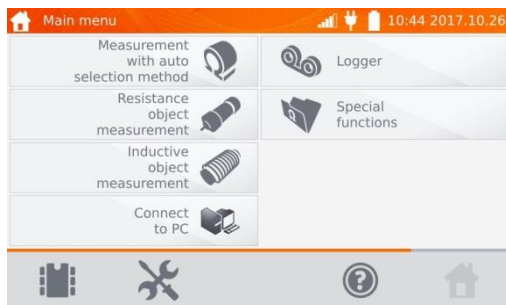 Main menu
10:44 2017.10.26
Measurement
with auto
selection method
Logger
Resistance
object
measurement
Special
functions
Inductive
object
measurement
Connect
to PC